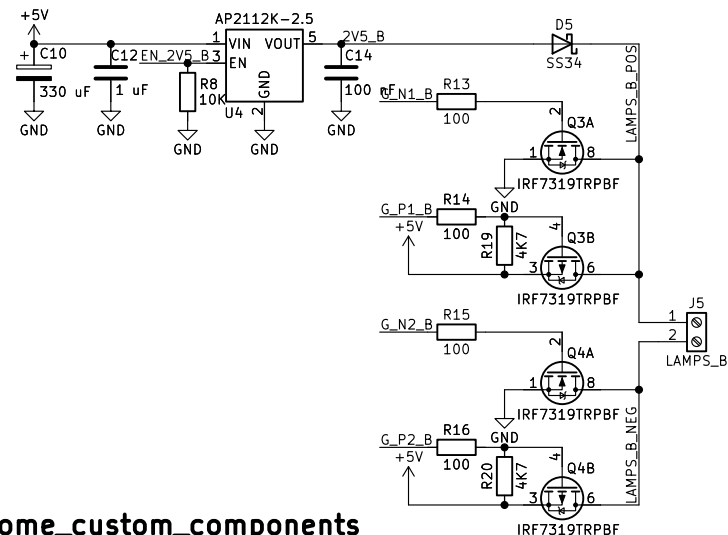 +5V
AP2112K-2.5
D5
1 VIN VOUT 5 2V5_B
+ C10 C12 EN_2V5_B 3 EN C14
SS34
330 uF 1 uF R8 10K GND 100 nF
U4 2
GND GND GND GND GND
LAMPS_B_POS
G_N1_B R13
100
2 Q3A
1 8
IRF7319TRPBF
GND
G_P1_B R14
+5V 100 R19 4K7 4 Q3B
3 6
IRF7319TRPBF
J5
G_N2_B R15 1
100 2
2 Q4A LAMPS_B
1 8
IRF7319TRPBF
GND
LAMPS_B_NEG
G_P2_B R16
+5V 100 R20 4K7 4 Q4B
3 6
IRF7319TRPBF
ome_custom_components